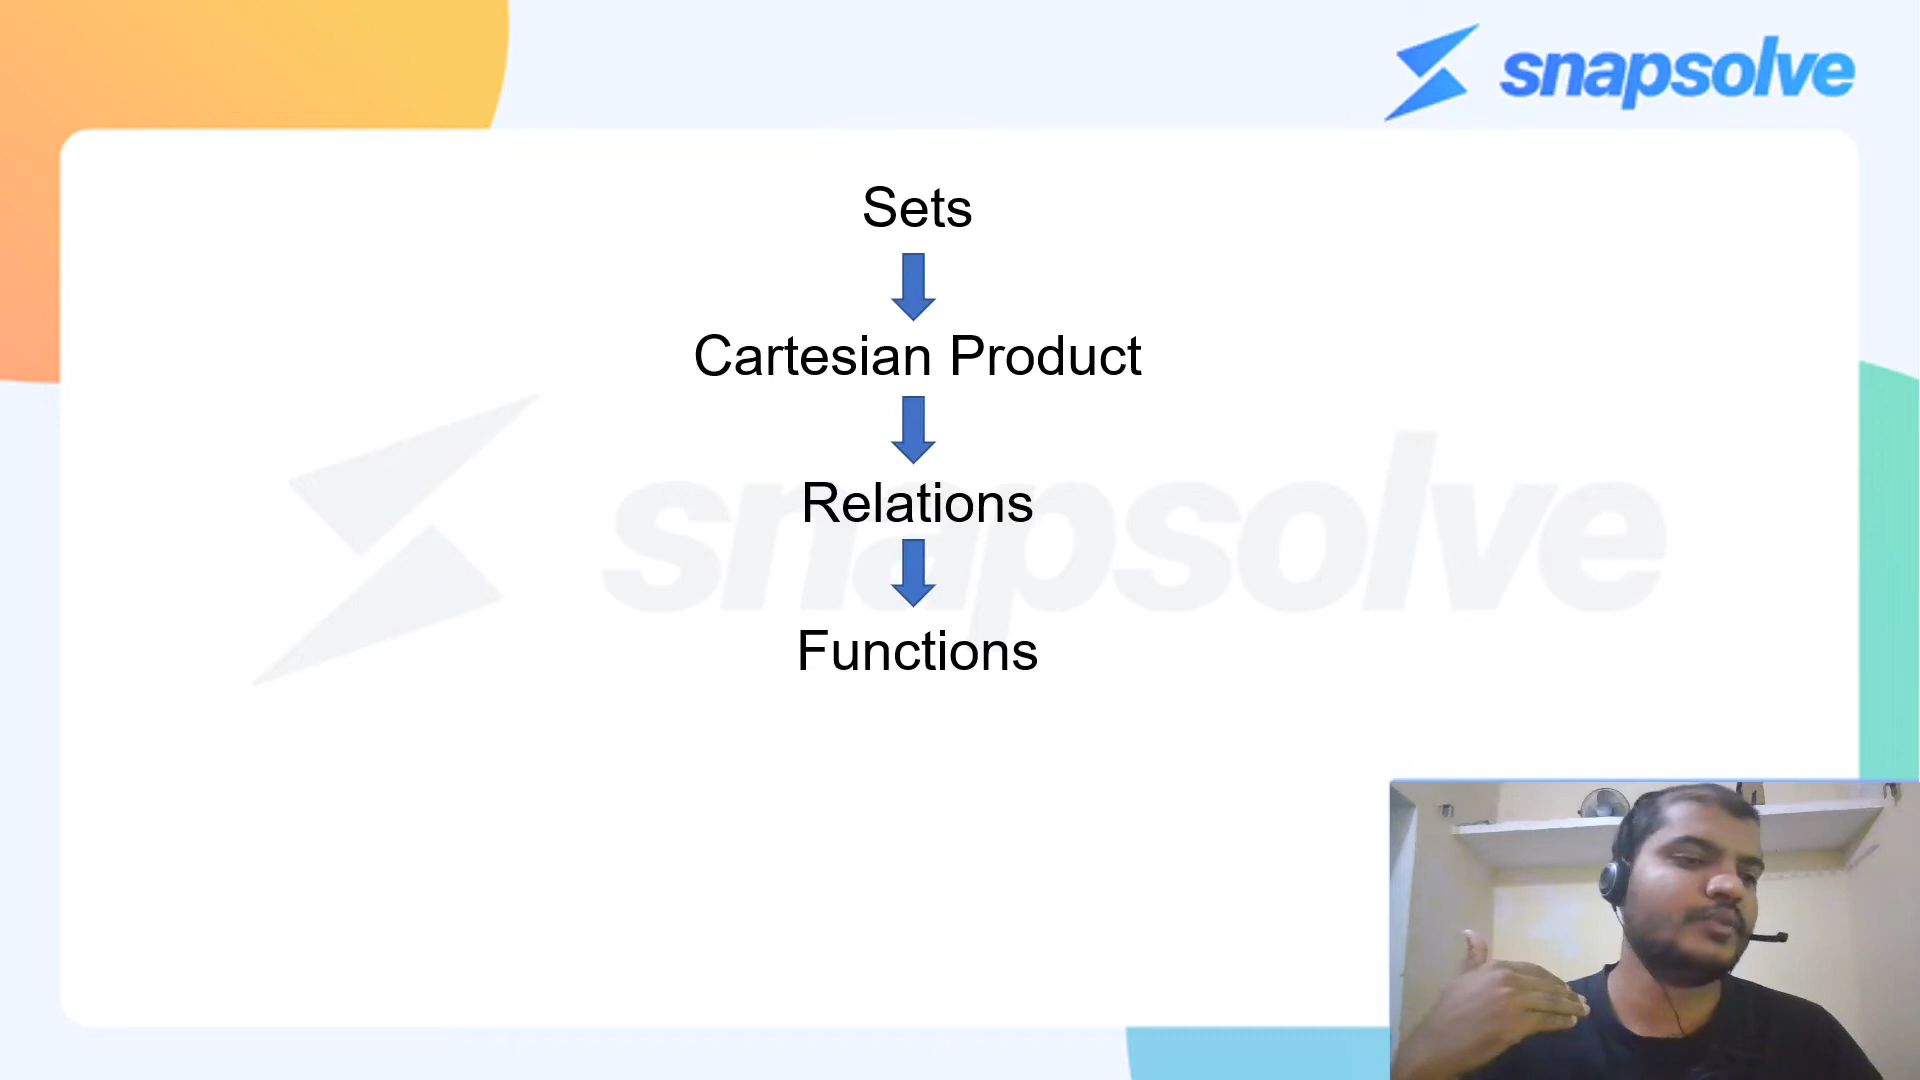 snapsolve
Sets
Cartesian Product
Relations
snapsolve
Functions